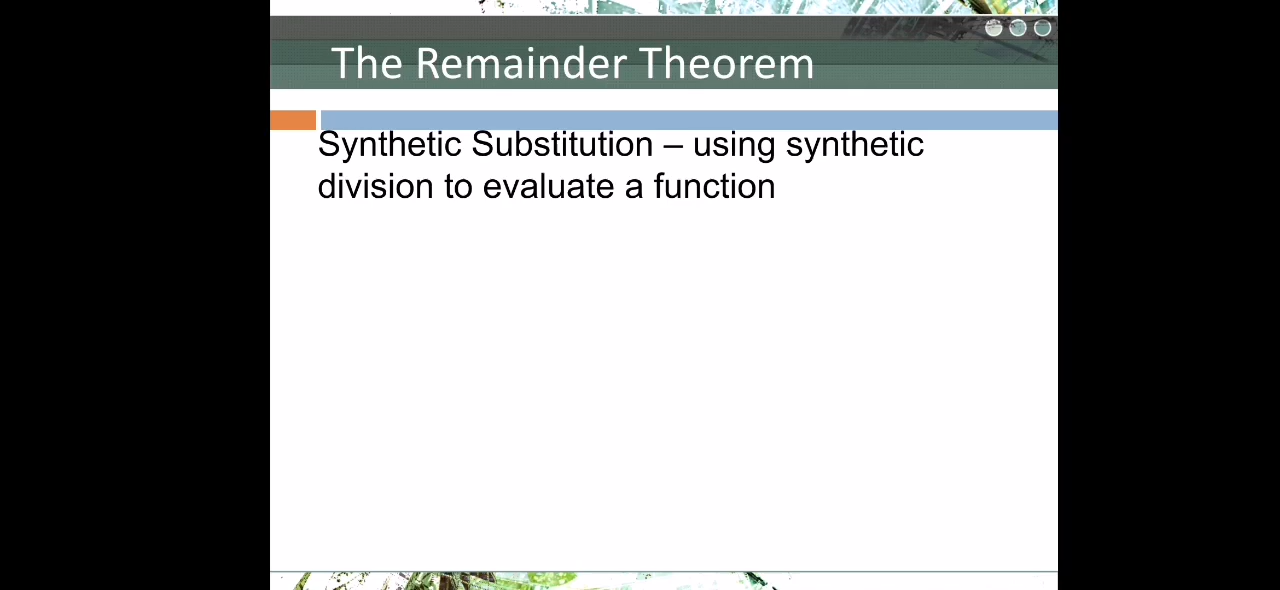 The Remainder Theorem
Synthetic Substitution – using synthetic
division to evaluate a function